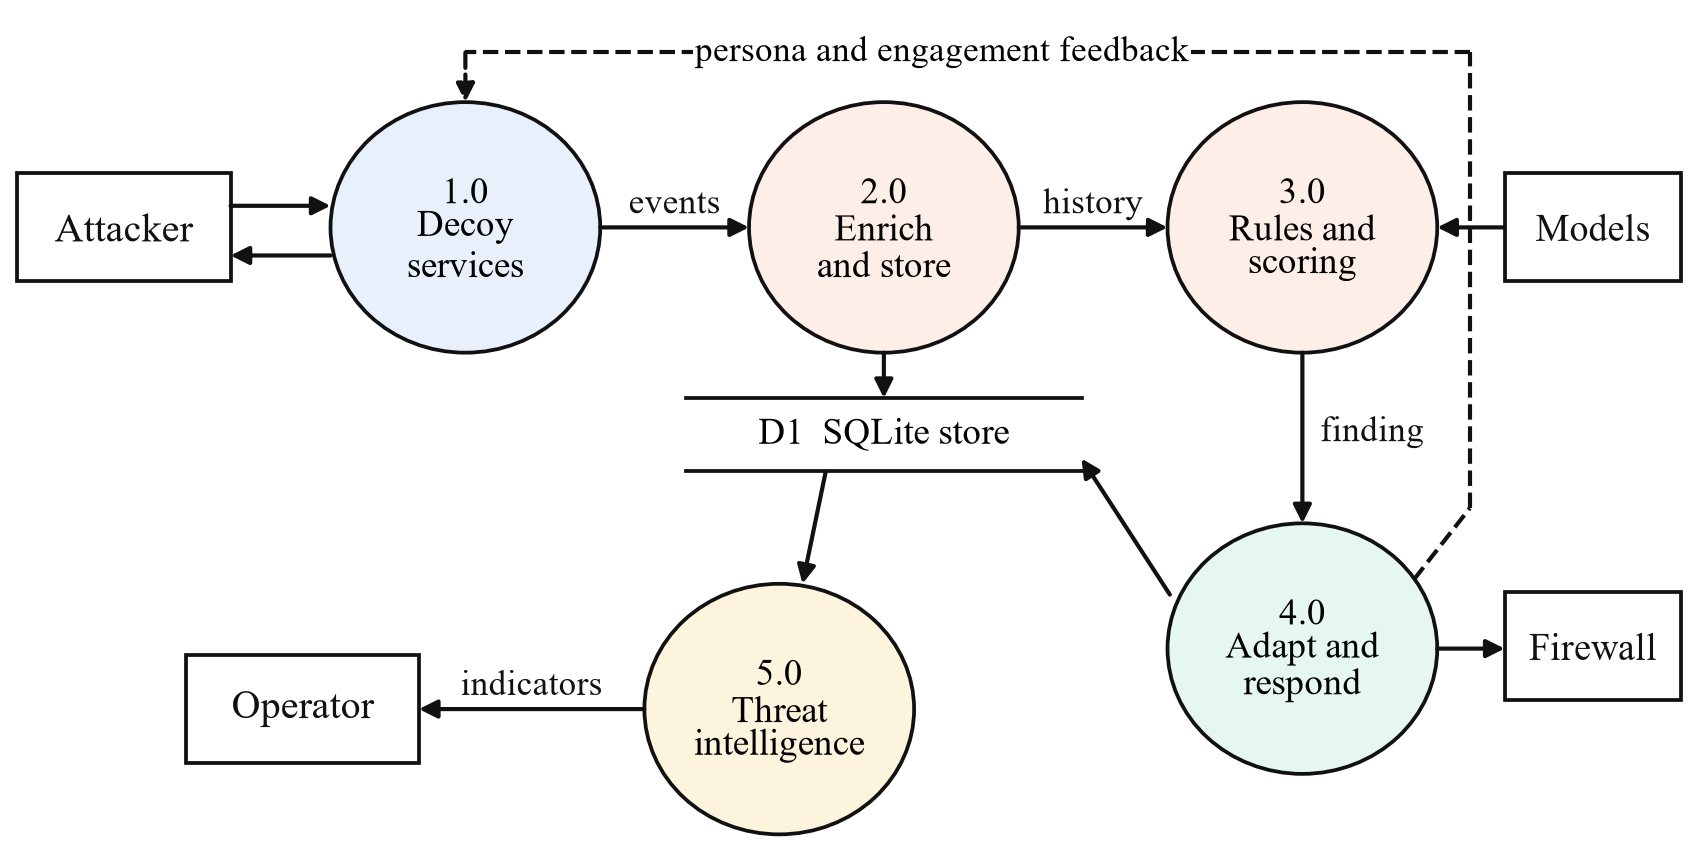 persona and engagement feedback
Attacker
1.0
Decoy
services
events
2.0
Enrich
and store
history
3.0
Rules and
scoring
Models
D1 SQLite store
finding
4.0
Adapt and
respond
Firewall
5.0
Threat
intelligence
indicators
Operator